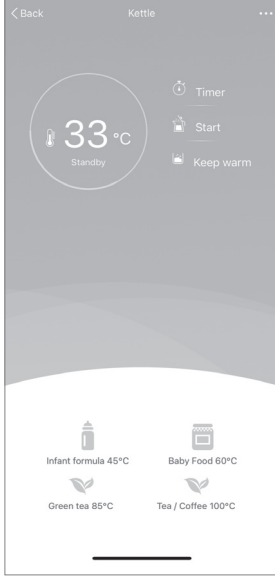 Back Kettle ...
Timer
33 °C
Start
Standby
Keep warm
Infant formula 45°C Baby Food 60°C
Green tea 85°C Tea / Coffee 100°C